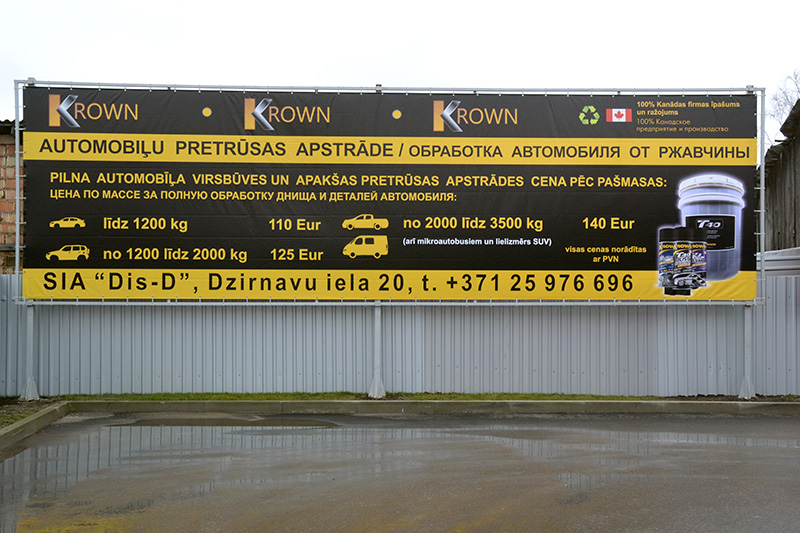 KROWN • KROWN • KROWN
100% Kanādas firmas īpašums
un ražojums
100% Канадское
предприятие и производство
AUTOMOBIĻU PRETRŪSAS APSTRĀDE / ОБРАБОТКА АВТОМОБИЛЯ ОТ РЖАВЧИНЫ
PILNA AUTOMOBĪĻA VIRSBŪVES UN APAKŠAS PRETRŪSAS APSTRĀDES CENA PĒC PAŠMASAS:
ЦЕНА ПО МАССЕ ЗА ПОЛНУЮ ОБРАБОТКУ ДНИЩА И ДЕТАЛЕЙ АВТОМОБИЛЯ:
līdz 1200 kg 110 Eur no 2000 līdz 3500 kg 140 Eur
(arī mikroautobusiem un lielizmērs SUV)
no 1200 līdz 2000 kg 125 Eur
visas cenas norādītas
ar PVN
T-40
SIA “Dis-D”, Dzirnavu iela 20, t. +371 25 976 696